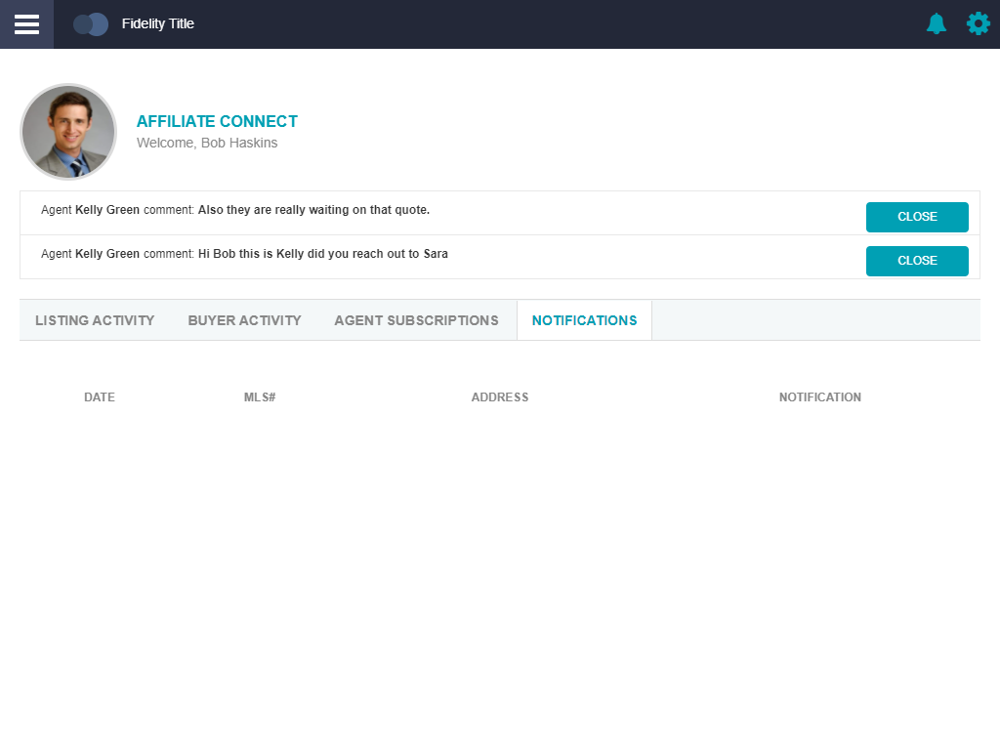 Fidelity Title
AFFILIATE CONNECT
Welcome, Bob Haskins
Agent Kelly Green comment: Also they are really waiting on that quote.
CLOSE
Agent Kelly Green comment: Hi Bob this is Kelly did you reach out to Sara
CLOSE
LISTING ACTIVITY BUYER ACTIVITY AGENT SUBSCRIPTIONS NOTIFICATIONS
DATE MLS# ADDRESS NOTIFICATION